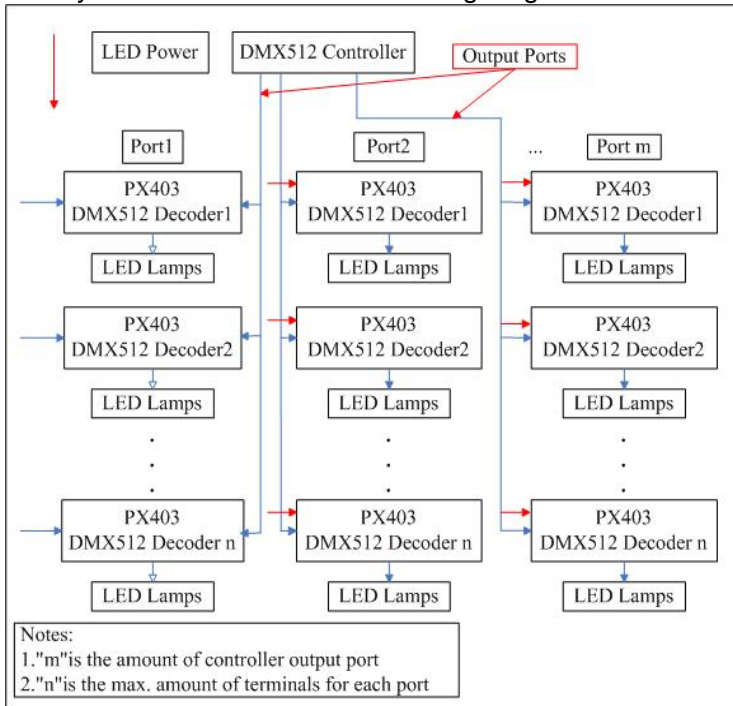 LED Power
DMX512 Controller
Output Ports
Port1
Port2
...
Port m
PX403
DMX512 Decoder1
PX403
DMX512 Decoder1
PX403
DMX512 Decoder1
LED Lamps
LED Lamps
LED Lamps
PX403
DMX512 Decoder2
PX403
DMX512 Decoder2
PX403
DMX512 Decoder2
LED Lamps
LED Lamps
LED Lamps
PX403
DMX512 Decoder n
PX403
DMX512 Decoder n
PX403
DMX512 Decoder n
LED Lamps
LED Lamps
LED Lamps
Notes:
1."m"is the amount of controller output port
2."n"is the max. amount of terminals for each port